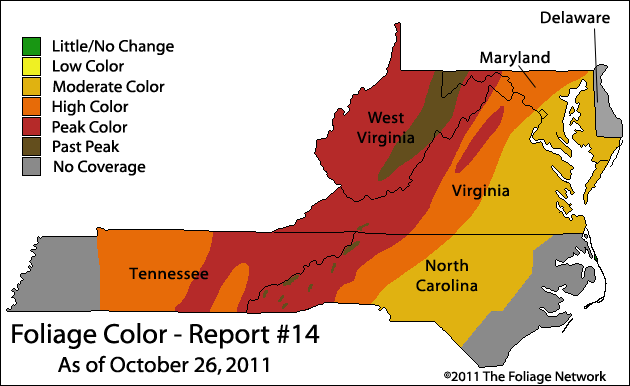 Delaware
Maryland
Little/No Change
Low Color
Moderate Color
High Color
Peak Color
Past Peak
No Coverage
West
Virginia
Virginia
Tennessee
North
Carolina
Foliage Color - Report #14
As of October 26, 2011
©2011 The Foliage Network